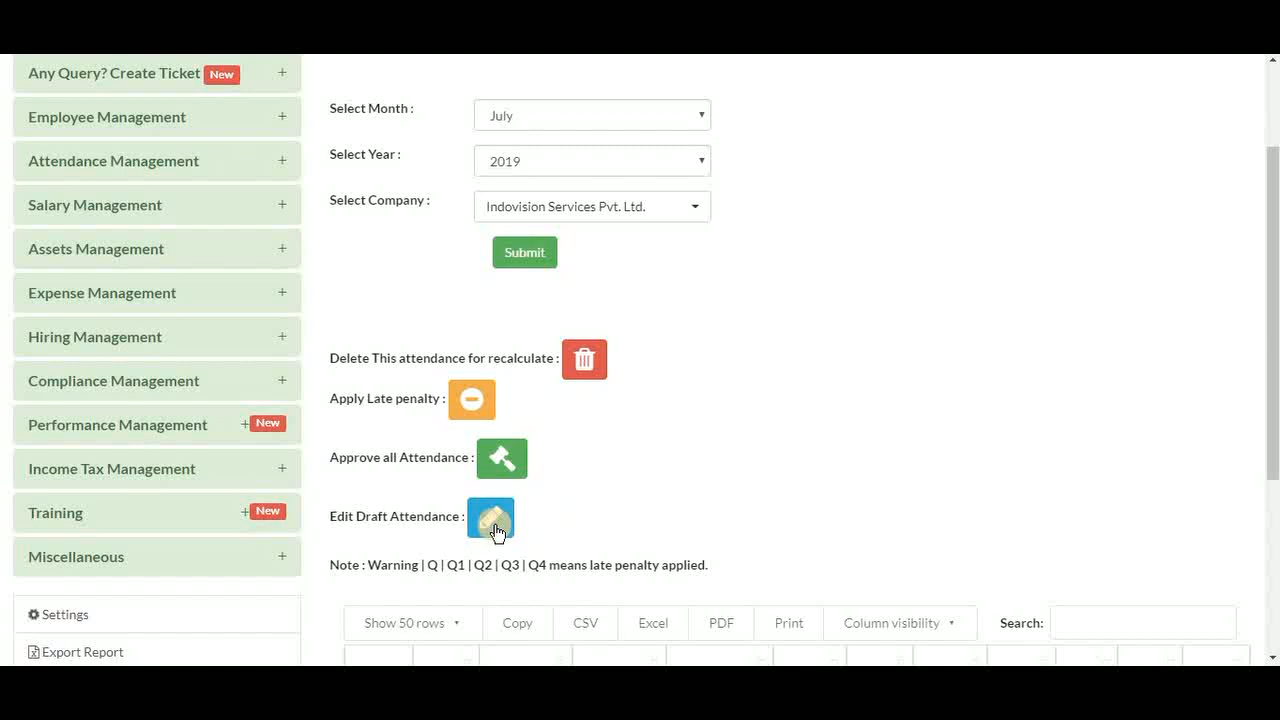 Any Query? Create Ticket New +
Employee Management +
Attendance Management +
Salary Management +
Assets Management +
Expense Management +
Hiring Management +
Compliance Management +
Performance Management + New
Income Tax Management +
Training + New
Miscellaneous +
Settings
Export Report
Select Month : July
Select Year : 2019
Select Company : Indovision Services Pvt. Ltd.
Submit
Delete This attendance for recalculate :
Apply Late penalty :
Approve all Attendance :
Edit Draft Attendance :
Note : Warning | Q | Q1 | Q2 | Q3 | Q4 means late penalty applied.
Show 50 rows Copy CSV Excel PDF Print Column visibility Search: